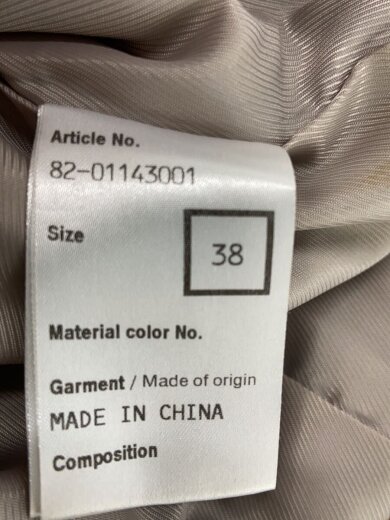 Article No.
82-01143001
Size
38
Material color No.
Garment / Made of origin
MADE IN CHINA
Composition